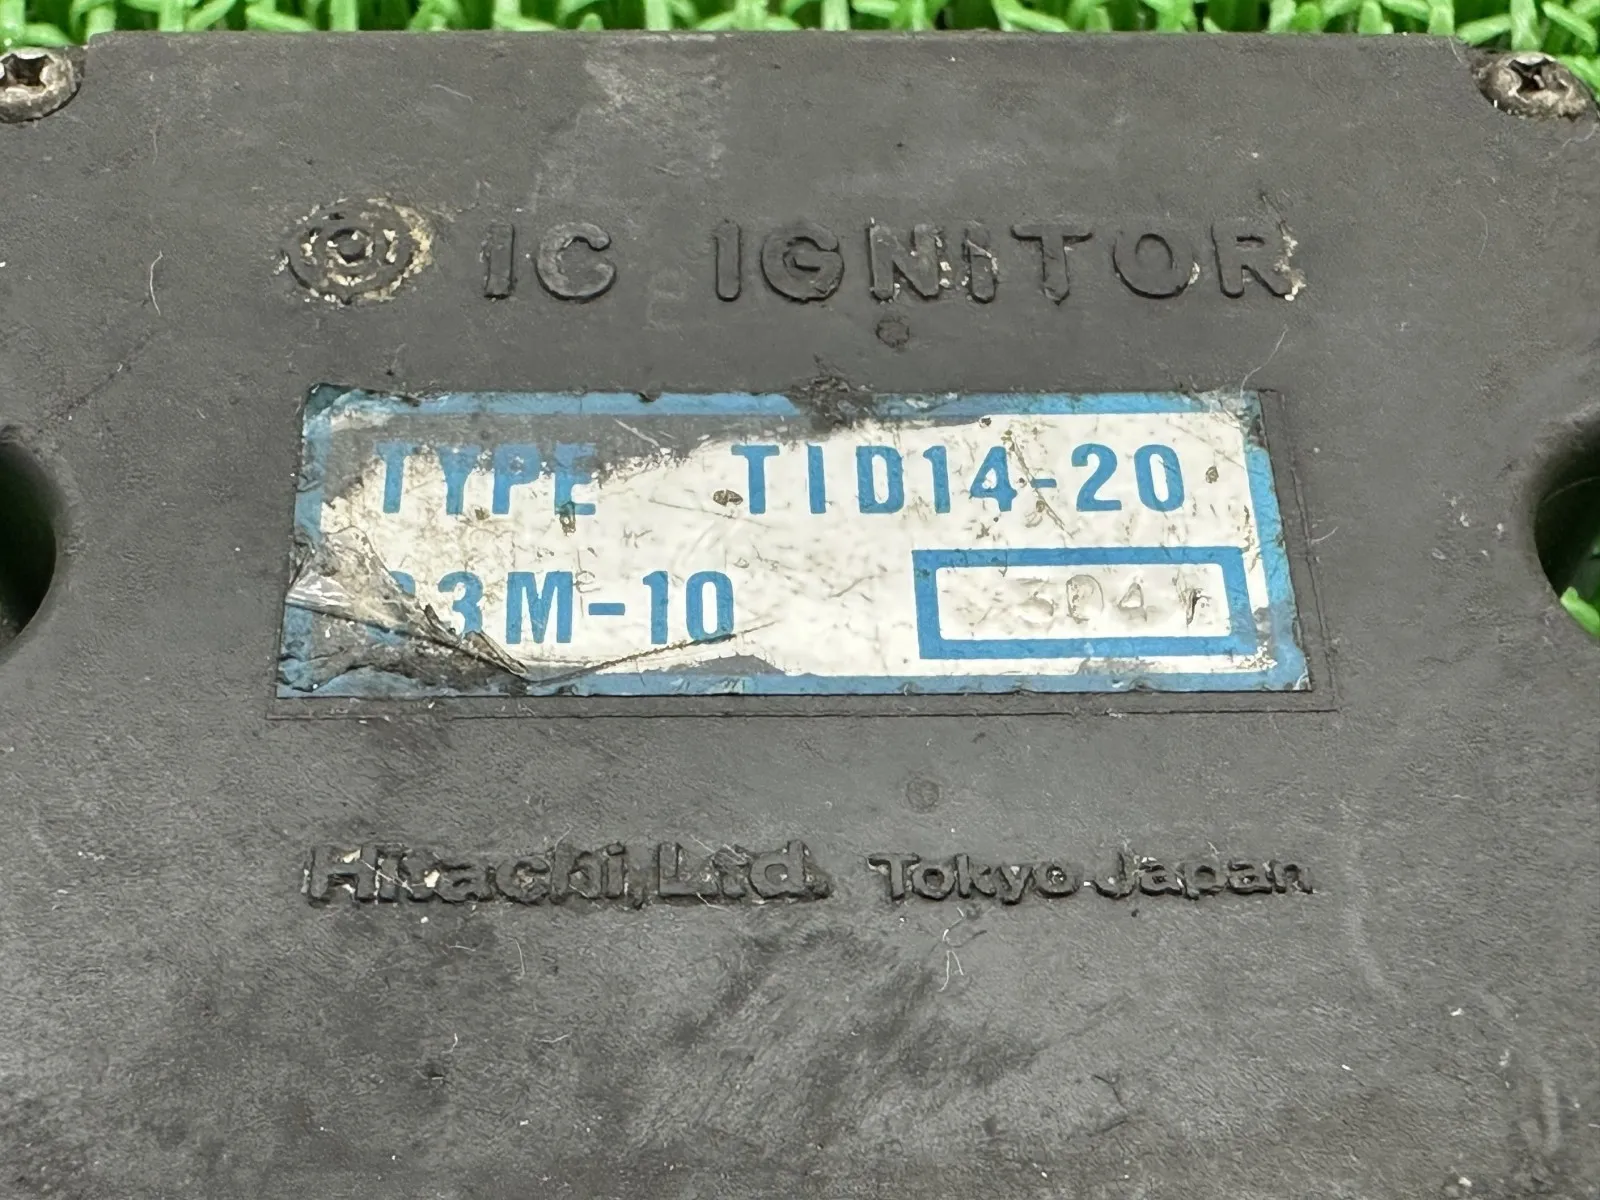 IC IGNITOR
TYPE TID14-20
3M-10
Hitachi, Ltd. Tokyo Japan